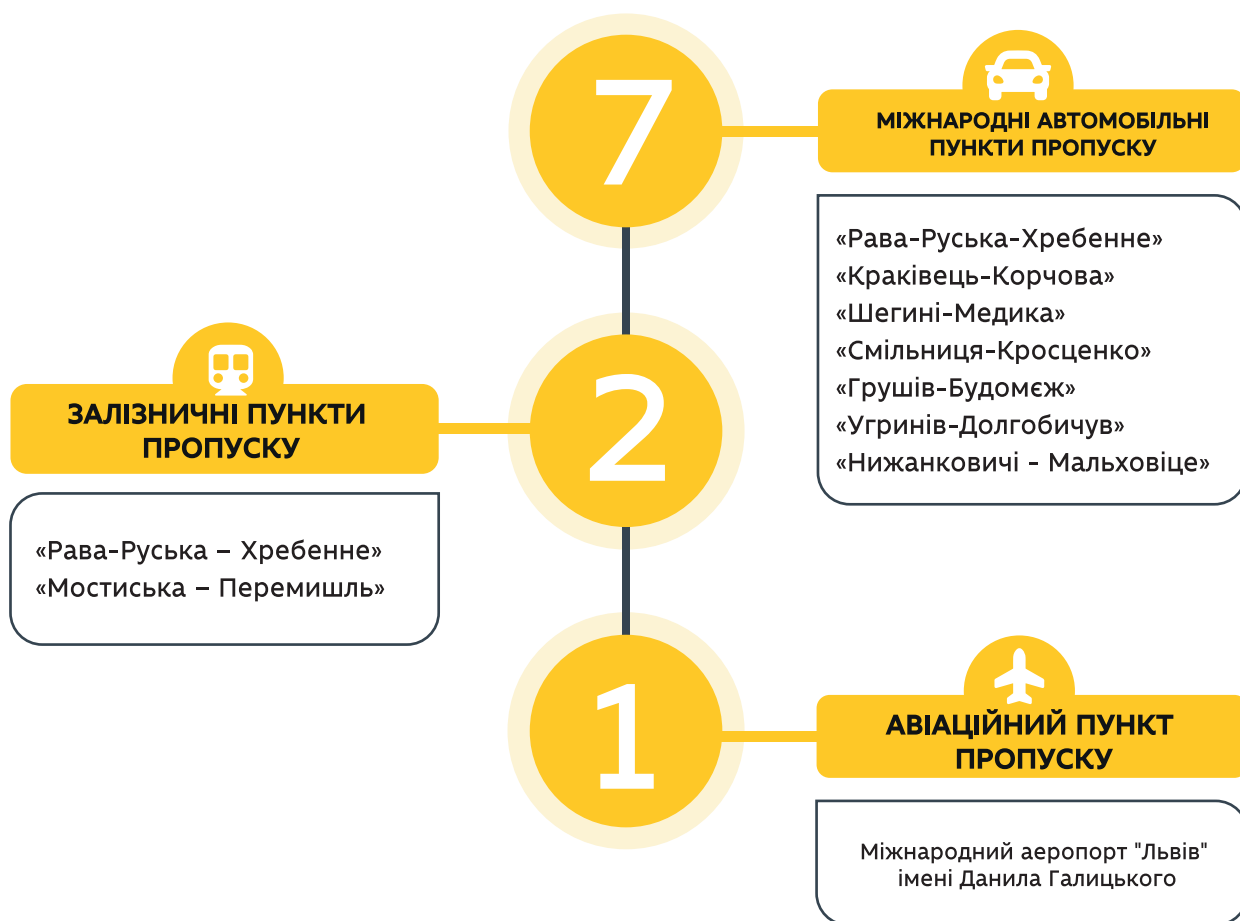 7
МІЖНАРОДНІ АВТОМОБІЛЬНІ
ПУНКТИ ПРОПУСКУ
«Рава-Руська-Хребенне»
«Краківець-Корчова»
«Шегині-Медика»
«Смільниця-Кросценко»
«Грушів-Будомєж»
«Угринів-Долгобичув»
«Нижанковичі - Мальховіце»
2
ЗАЛІЗНИЧНІ ПУНКТИ
ПРОПУСКУ
«Рава-Руська – Хребенне»
«Мостиська – Перемишль»
1
АВІАЦІЙНИЙ ПУНКТ
ПРОПУСКУ
Міжнародний аеропорт "Львів"
імені Данила Галицького